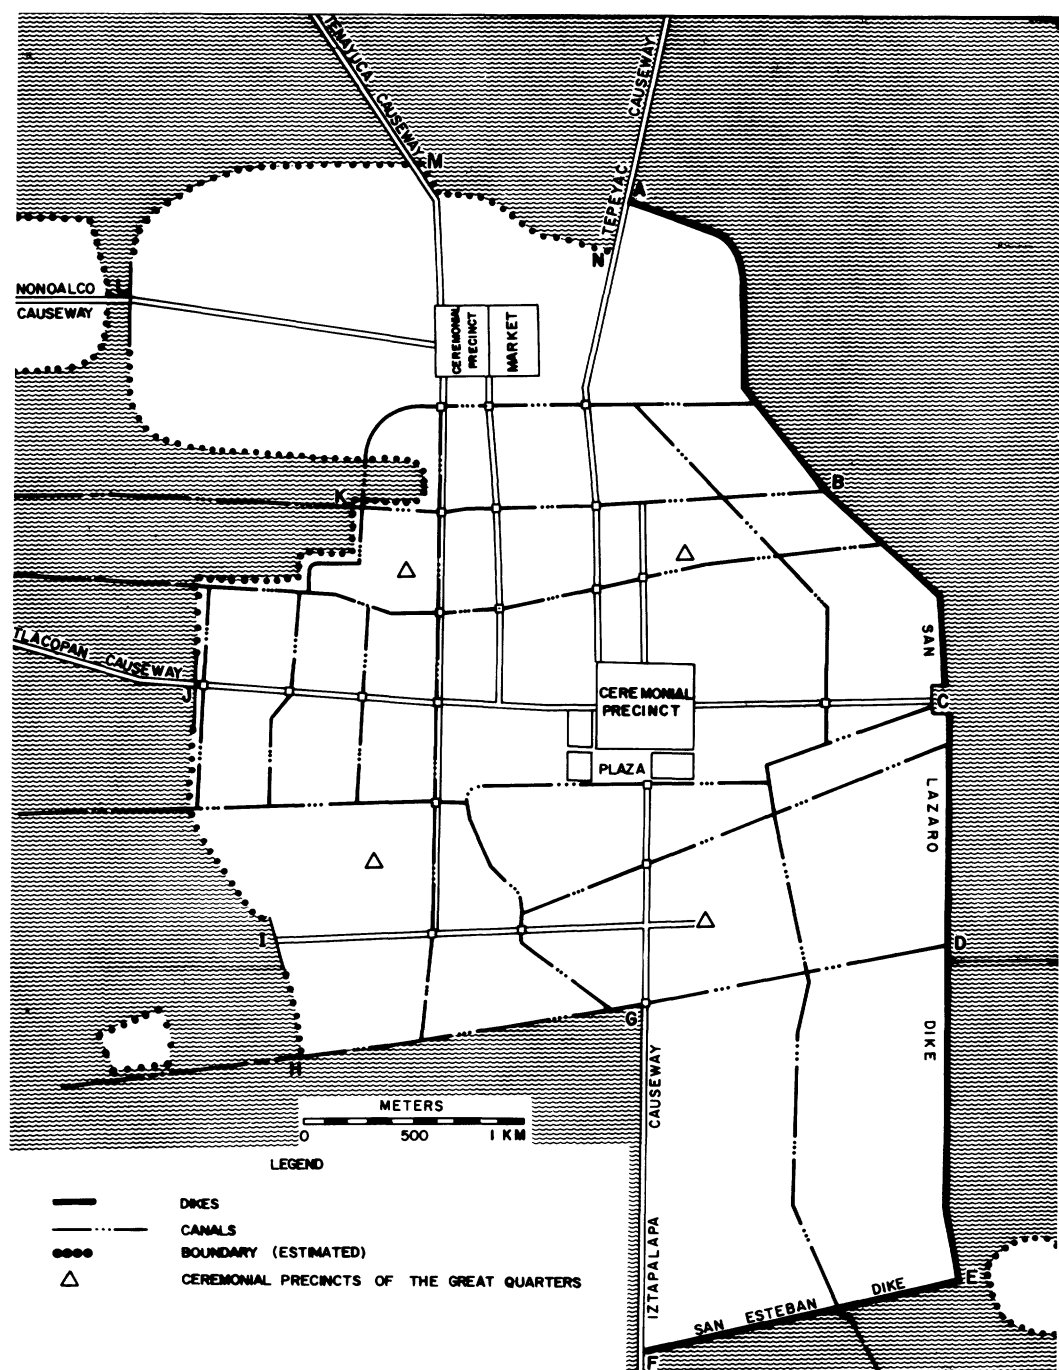 TENAYUCA CAUSEWAY
TEPEYAC CAUSEWAY
M
A
N
NONOALCO
CAUSEWAY
L
CEREMONIAL
PRECINCT
MARKET
K
B
TLACOPAN CAUSEWAY
J
CEREMONIAL
PRECINCT
PLAZA
SAN
C
LAZARO
DIKE
I
D
G
H
METERS
0 500 1 KM
LEGEND
DIKES
CANALS
BOUNDARY (ESTIMATED)
CEREMONIAL PRECINCTS OF THE GREAT QUARTERS
IZTAPALAPA CAUSEWAY
SAN ESTEBAN DIKE
E
F